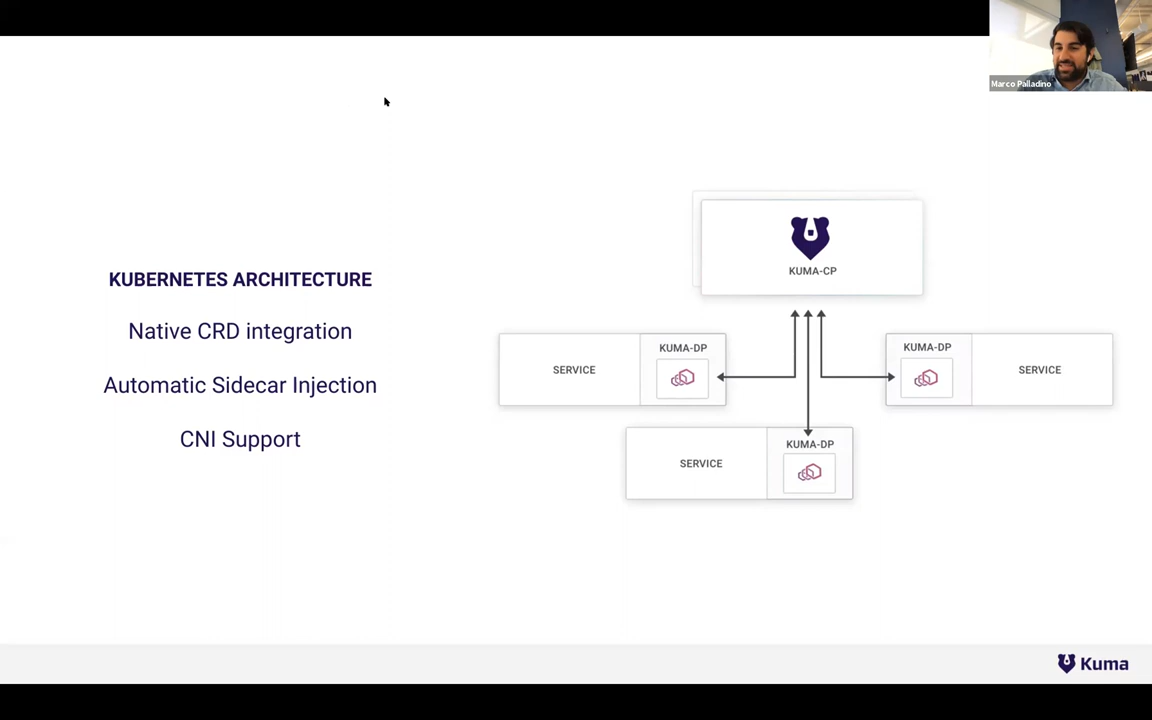 Marco Palladino
KUBERNETES ARCHITECTURE
Native CRD integration
Automatic Sidecar Injection
CNI Support
KUMA-CP
SERVICE
KUMA-DP
KUMA-DP
SERVICE
SERVICE
KUMA-DP
Kuma